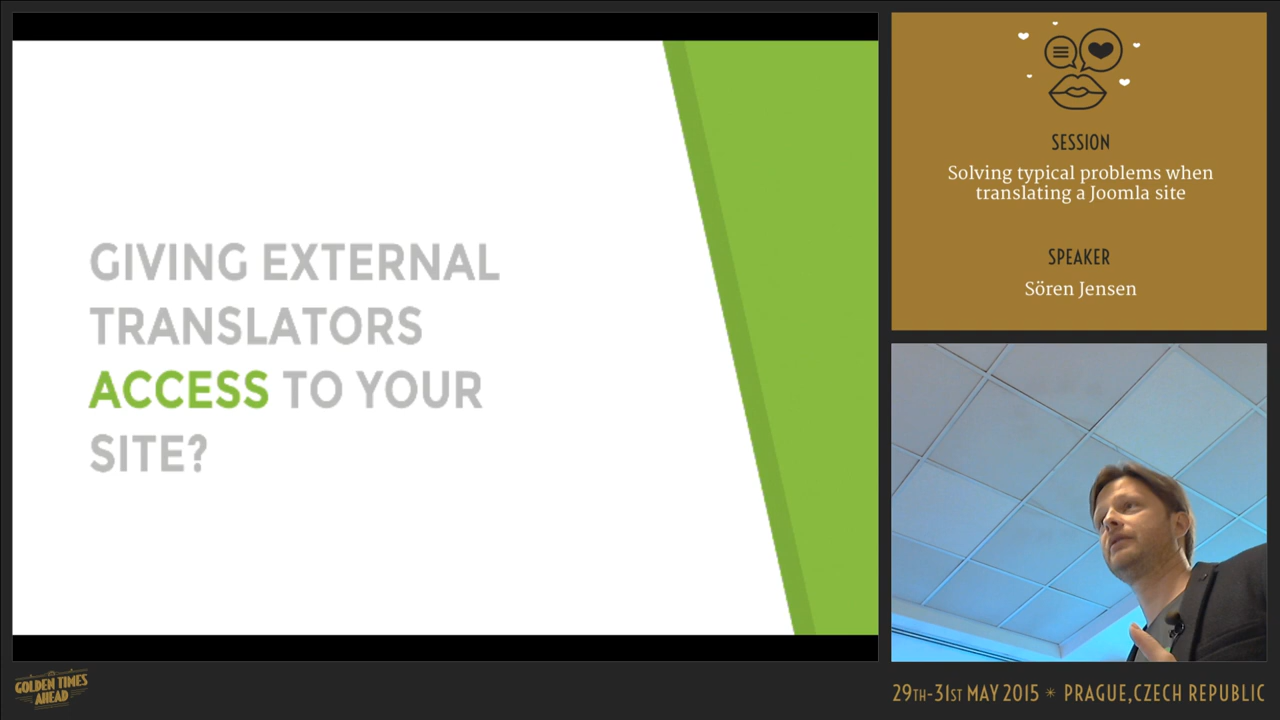 GIVING EXTERNAL
TRANSLATORS
ACCESS TO YOUR
SITE?
SESSION
Solving typical problems when
translating a Joomla site
SPEAKER
Sören Jensen
GOLDEN TIMES
AHEAD
29TH-31ST MAY 2015 * PRAGUE,CZECH REPUBLIC